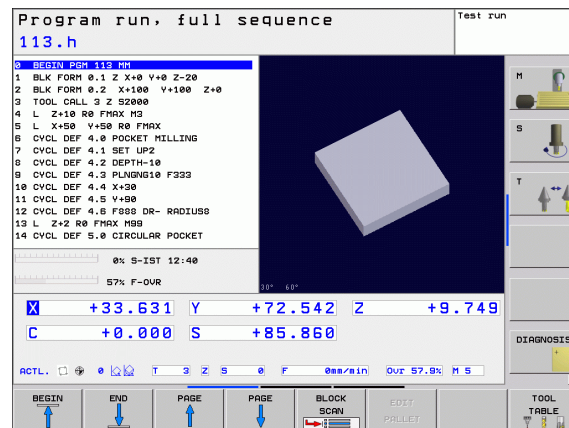 Program run, full sequence
Test run
113.h
0 BEGIN PGM 113 MM
1 BLK FORM 0.1 Z X+0 Y+0 Z-20
2 BLK FORM 0.2 X+100 Y+100 Z+0
3 TOOL CALL 3 Z S2000
4 L Z+10 R0 FMAX M3
5 L X+50 Y+50 R0 FMAX
6 CYCL DEF 4.0 POCKET MILLING
7 CYCL DEF 4.1 SET UP2
8 CYCL DEF 4.2 DEPTH-10
9 CYCL DEF 4.3 PLNGNG10 F333
10 CYCL DEF 4.4 X+30
11 CYCL DEF 4.5 Y+90
12 CYCL DEF 4.6 F888 DR- RADIUS8
13 L Z+2 R0 FMAX M99
14 CYCL DEF 5.0 CIRCULAR POCKET
M
S
T
0% S-IST 12:40
57% F-OVR
30° 60°
X +33.631 Y +72.542 Z +9.749
C +0.000 S +85.860
ACTL. 0 T 3 Z S 0 F 0mm/min Ovr 57.8% M 5
DIAGNOSIS
BEGIN
END
PAGE
PAGE
BLOCK SCAN
EDIT PALLET
TOOL TABLE